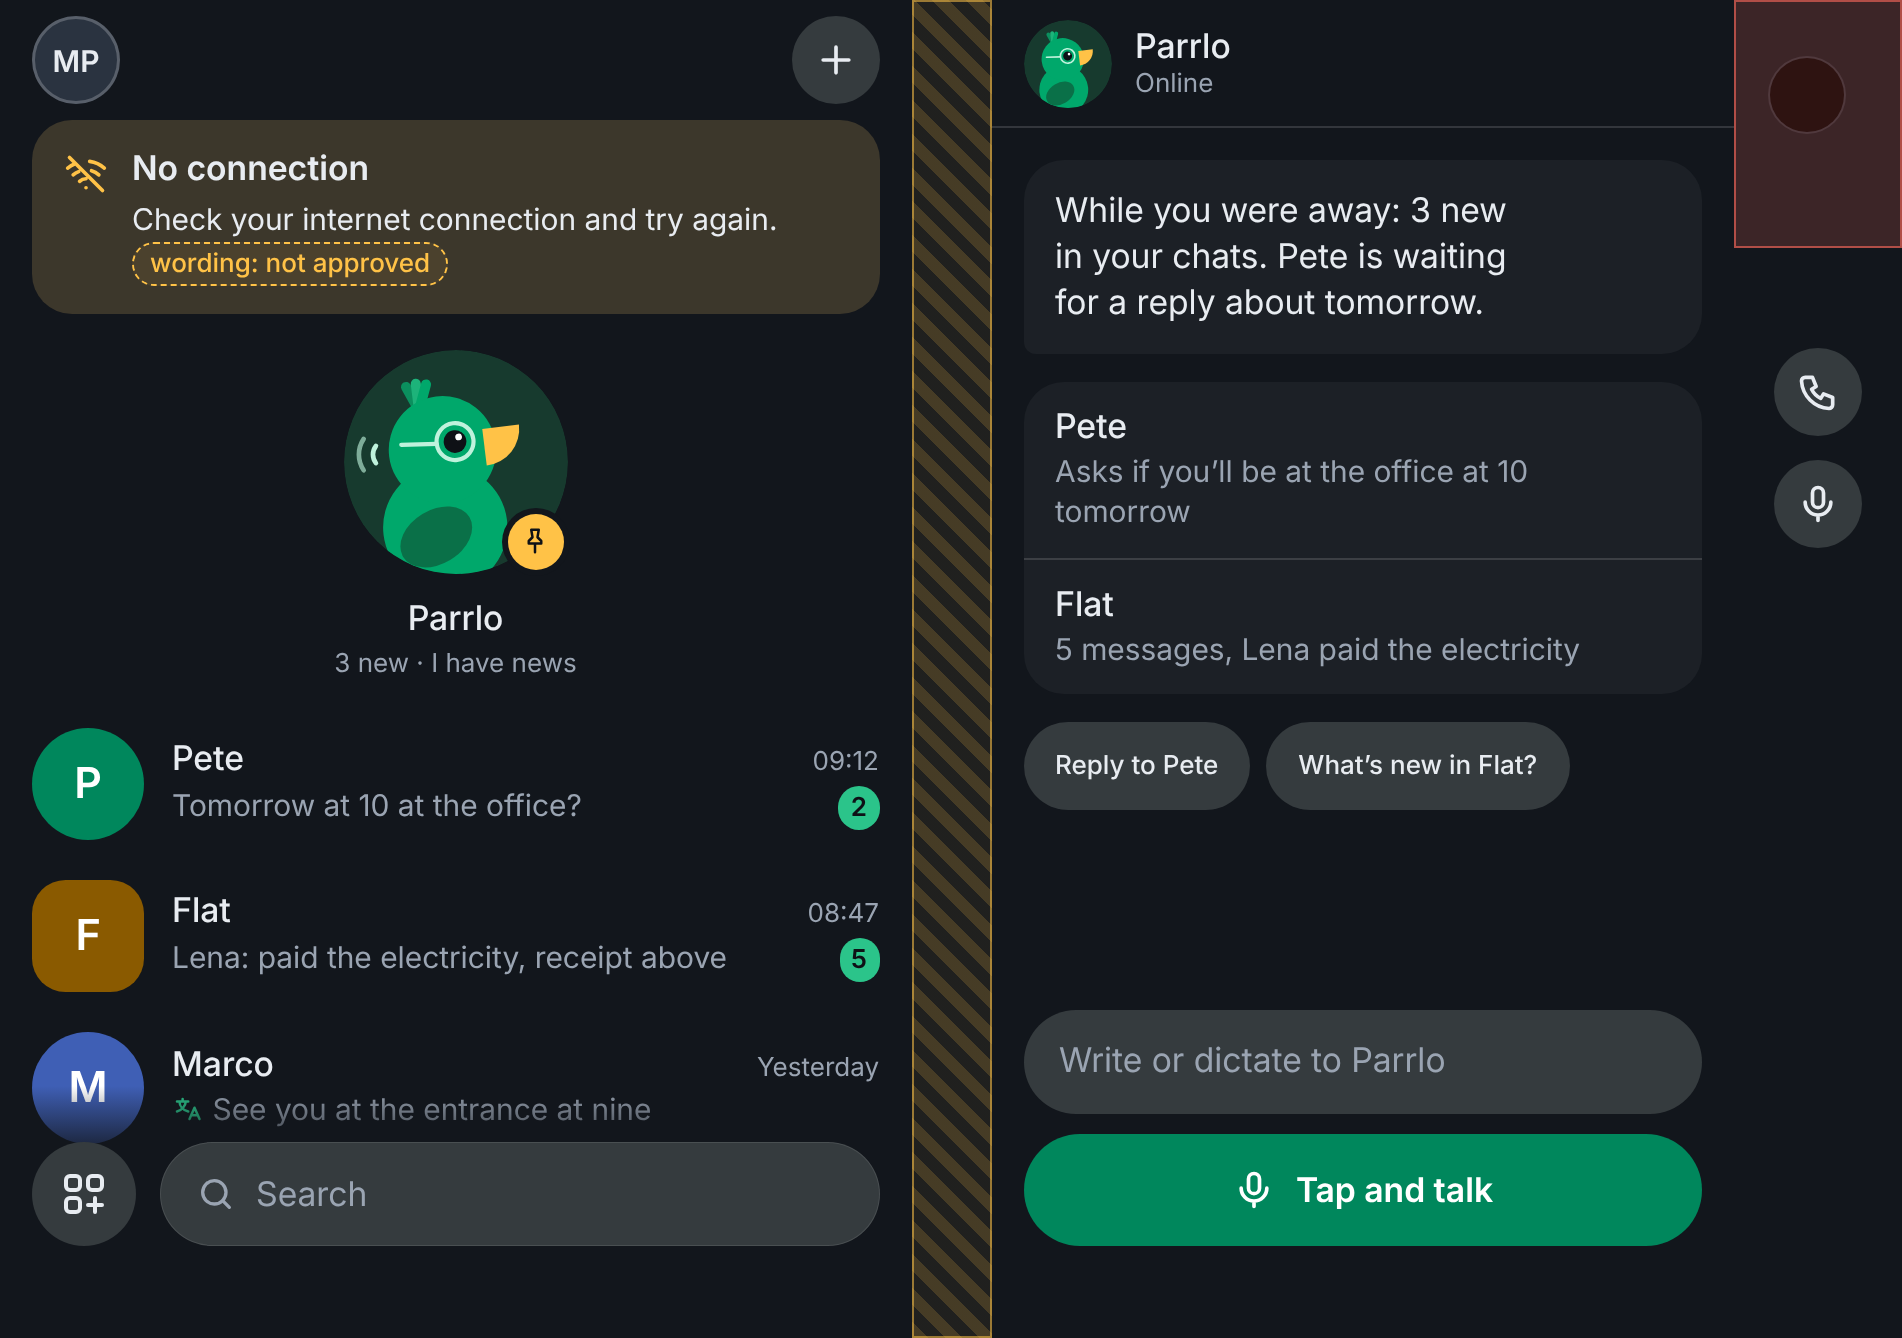 MP
No connection
Check your internet connection and try again.
wording: not approved
Parrlo
3 new · I have news
P
Pete
09:12
Tomorrow at 10 at the office?
2
F
Flat
08:47
Lena: paid the electricity, receipt above
5
M
Marco
Yesterday
文A See you at the entrance at nine
Search
Parrlo
Online
While you were away: 3 new
in your chats. Pete is waiting
for a reply about tomorrow.
Pete
Asks if you’ll be at the office at 10
tomorrow
Flat
5 messages, Lena paid the electricity
Reply to Pete
What’s new in Flat?
Write or dictate to Parrlo
Tap and talk